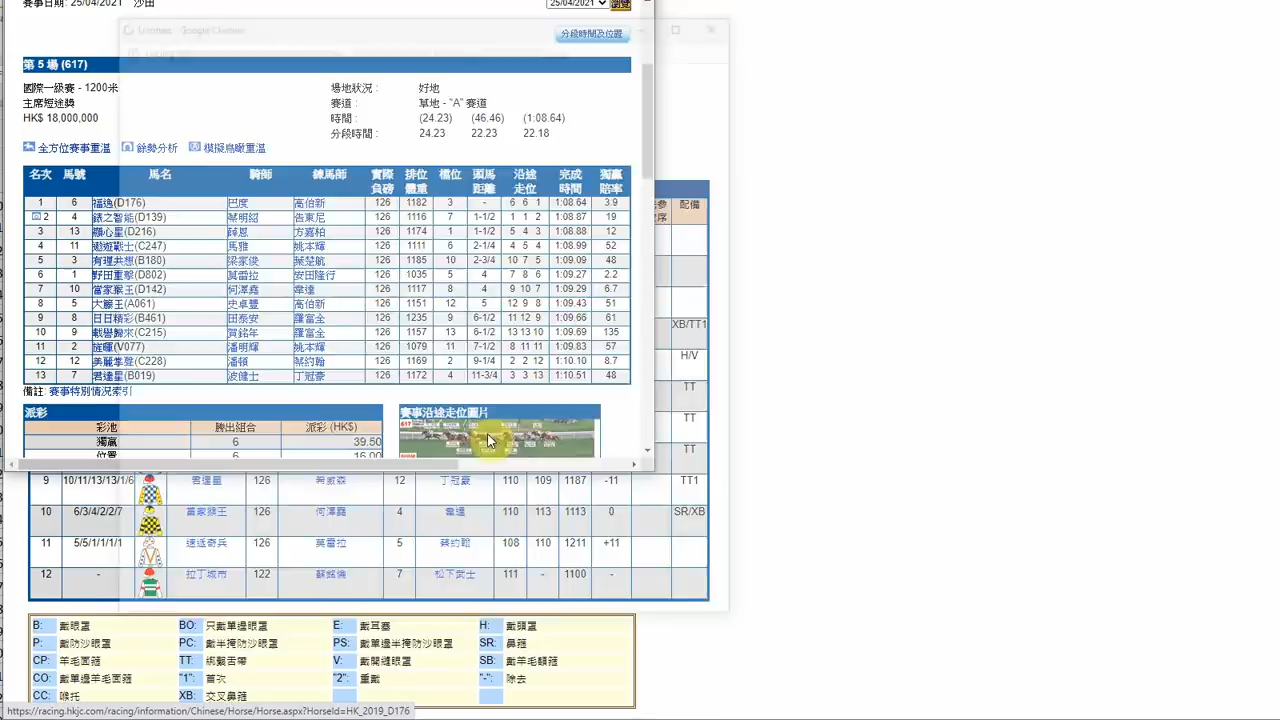 賽事日期: 25/04/2021 沙田 25/04/2021 瀏覽
分段時間及位置
第 5 場 (617)
國際一級賽 - 1200米 場地狀況 : 好地
主席短途獎 賽道 : 草地 - "A" 賽道
HK$ 18,000,000 時間 : (24.23) (46.46) (1:08.64)
分段時間 : 24.23 22.23 22.18
全方位賽事重溫 餘勢分析 模擬鳥瞰重溫
名次 馬號 馬名 騎師 練馬師 實際負磅 排位體重 檔位 頭馬距離 沿途走位 完成時間 獨贏賠率
1 6 福逸(D176) 巴度 高伯新 126 1182 3 - 6 6 1 1:08.64 3.9
2 4 錶之智能(D139) 蔡明紹 告東尼 126 1116 7 1-1/2 1 1 2 1:08.87 19
3 13 顯心星(D216) 薛恩 方嘉柏 126 1174 1 1-1/2 5 4 3 1:08.88 12
4 11 遨遊戰士(C247) 馬雅 姚本輝 126 1111 6 2-1/4 4 5 4 1:08.99 52
5 3 有理共想(B180) 梁家俊 葉楚航 126 1185 10 2-3/4 10 7 5 1:09.09 48
6 1 野田重擊(D802) 莫雷拉 安田隆行 126 1035 5 4 7 8 6 1:09.27 2.2
7 10 當家猴王(D142) 何澤堯 韋達 126 1117 8 4 9 10 7 1:09.29 6.7
8 5 大籐王(A061) 史卓豐 高伯新 126 1151 12 5 12 9 8 1:09.43 51
9 8 日日精彩(B461) 田泰安 羅富全 126 1235 9 6-1/2 11 12 9 1:09.66 61
10 9 載譽歸來(C215) 賀銘年 羅富全 126 1157 13 6-1/2 13 13 10 1:09.69 135
11 2 旌暉(V077) 潘明輝 姚本輝 126 1079 11 7-1/2 8 11 11 1:09.83 57
12 12 美麗掌聲(C228) 潘頓 蔡約翰 126 1169 2 9-1/4 2 2 12 1:10.10 8.7
13 7 君達星(B019) 波健士 丁冠豪 126 1172 4 11-3/4 3 3 13 1:10.51 48
備註: 賽事特別情況索引
派彩 賽事沿途走位圖片
彩池 勝出組合 派彩 (HK$)
獨贏 6 39.50
位置 6 16.00
配備
XB/TT1
H/V
TT
TT
TT
9 10/11/13/13/1/6 君達星 126 希威森 12 丁冠豪 110 109 1187 -11 TT1
10 6/3/4/2/2/7 當家猴王 126 何澤堯 4 韋達 110 113 1113 0 SR/XB
11 5/5/1/1/1/1 速遞奇兵 126 莫雷拉 5 蔡約翰 108 110 1211 +11
12 - 拉丁城市 122 蘇銘倫 7 松下武士 111 - 1100 -
B: 戴眼罩 BO: 只戴單邊眼罩 E: 戴耳塞 H: 戴頭罩
P: 戴防沙眼罩 PC: 戴半掩防沙眼罩 PS: 戴單邊半掩防沙眼罩 SR: 鼻箍
CP: 羊毛面箍 TT: 綁繫舌帶 V: 戴開縫眼罩 SB: 戴羊毛額箍
CO: 戴單邊羊毛面箍 "1": 首次 "2": 重戴 "-": 除去
CC: 喉托 XB: 交叉鼻箍
https://racing.hkjc.com/racing/information/Chinese/Horse/Horse.aspx?HorseId=HK_2019_D176